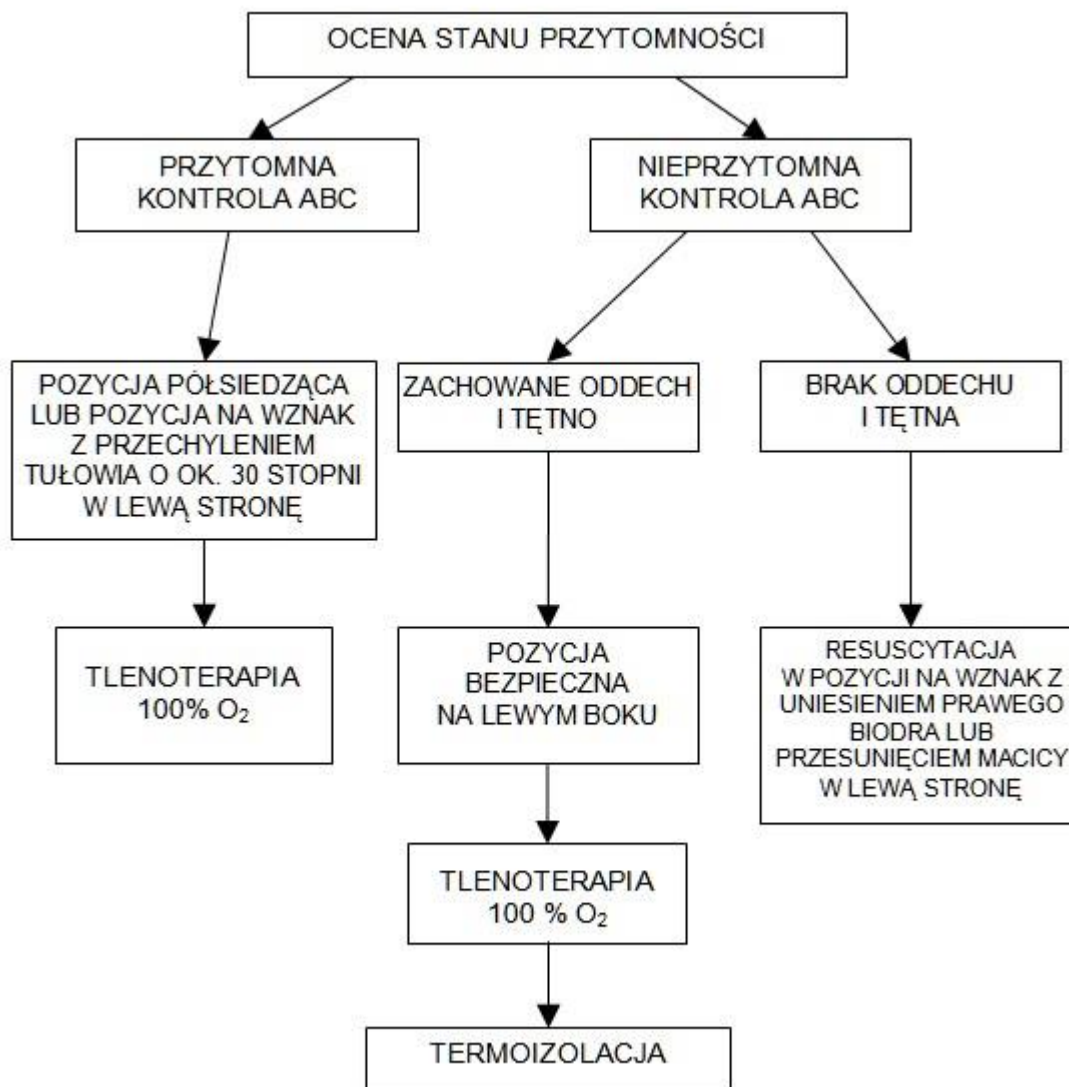 OCENA STANU PRZYTOMNOŚCI
PRZYTOMNA
KONTROLA ABC
NIEPRZYTOMNA
KONTROLA ABC
POZYCJA PÓŁSIEDZĄCA
LUB POZYCJA NA WZNAK
Z PRZECHYLENIEM
TUŁOWIA O OK. 30 STOPNI
W LEWĄ STRONĘ
ZACHOWANE ODDECH
I TĘTNO
BRAK ODDECHU
I TĘTNA
TLENOTERAPIA
100% O₂
POZYCJA
BEZPIECZNA
NA LEWYM BOKU
RESUSCYTACJA
W POZYCJI NA WZNAK Z
UNIESIENIEM PRAWEGO
BIODRA LUB
PRZESUNIĘCIEM MACICY
W LEWĄ STRONĘ
TLENOTERAPIA
100 % O₂
TERMOIZOLACJA